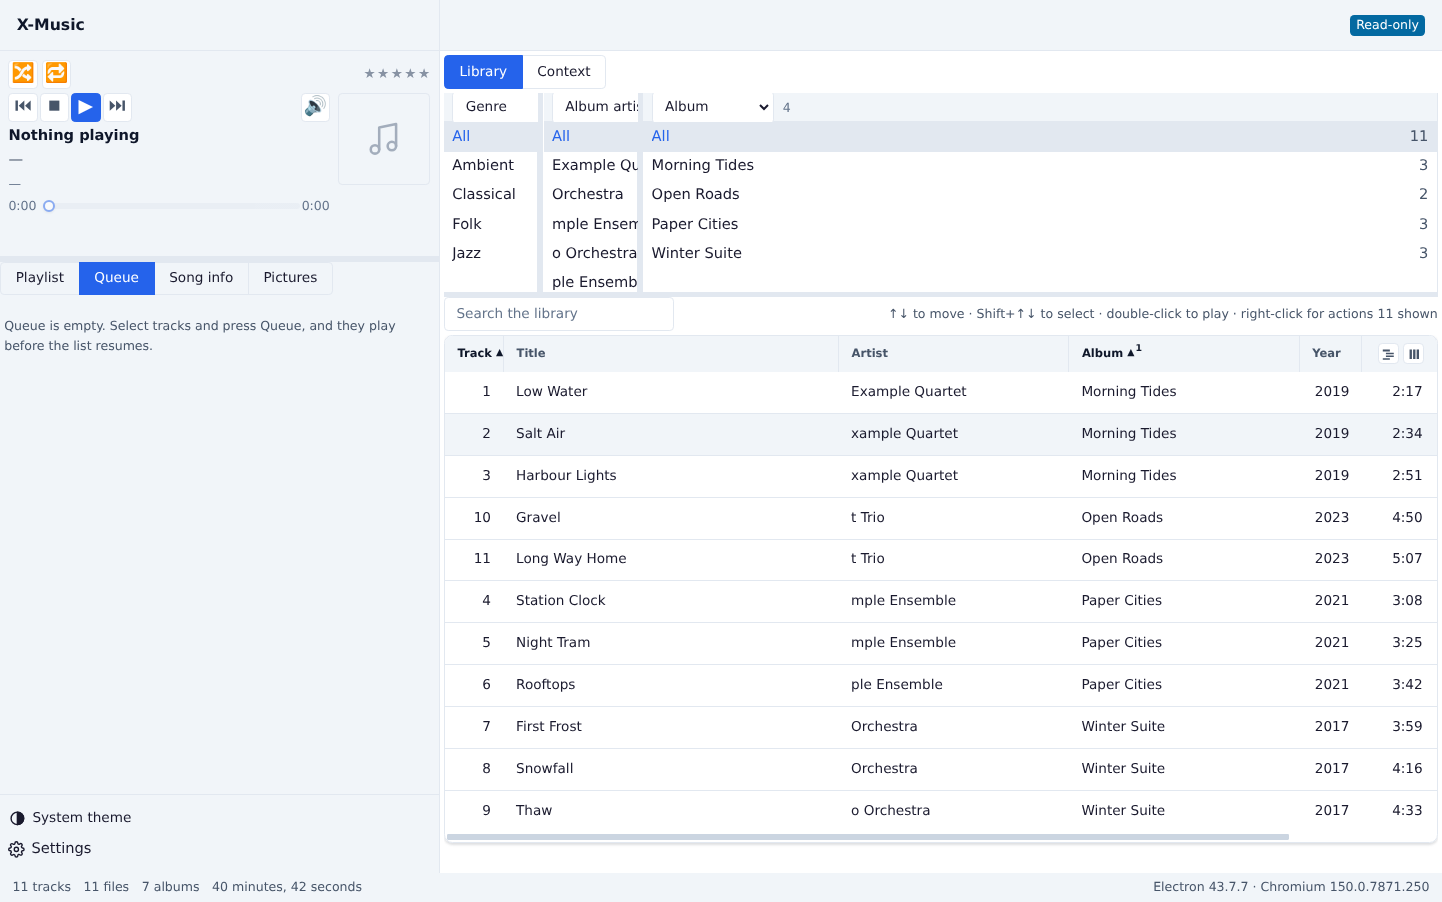 X-Music
Read-only
★★★★★
Nothing playing
—
—
0:00
0:00
Playlist
Queue
Song info
Pictures
Queue is empty. Select tracks and press Queue, and they play
before the list resumes.
System theme
Settings
Library
Context
Genre
All
Ambient
Classical
Folk
Jazz
Album artis
All
Example Qu
Orchestra
mple Ensem
o Orchestra
ple Ensemb
Album 4
All 11
Morning Tides 3
Open Roads 2
Paper Cities 3
Winter Suite 3
Search the library
↑↓ to move · Shift+↑↓ to select · double-click to play · right-click for actions 11 shown
Track ▲ Title Artist Album ▲1 Year
1 Low Water Example Quartet Morning Tides 2019 2:17
2 Salt Air xample Quartet Morning Tides 2019 2:34
3 Harbour Lights xample Quartet Morning Tides 2019 2:51
10 Gravel t Trio Open Roads 2023 4:50
11 Long Way Home t Trio Open Roads 2023 5:07
4 Station Clock mple Ensemble Paper Cities 2021 3:08
5 Night Tram mple Ensemble Paper Cities 2021 3:25
6 Rooftops ple Ensemble Paper Cities 2021 3:42
7 First Frost Orchestra Winter Suite 2017 3:59
8 Snowfall Orchestra Winter Suite 2017 4:16
9 Thaw o Orchestra Winter Suite 2017 4:33
11 tracks 11 files 7 albums 40 minutes, 42 seconds
Electron 43.7.7 · Chromium 150.0.7871.250